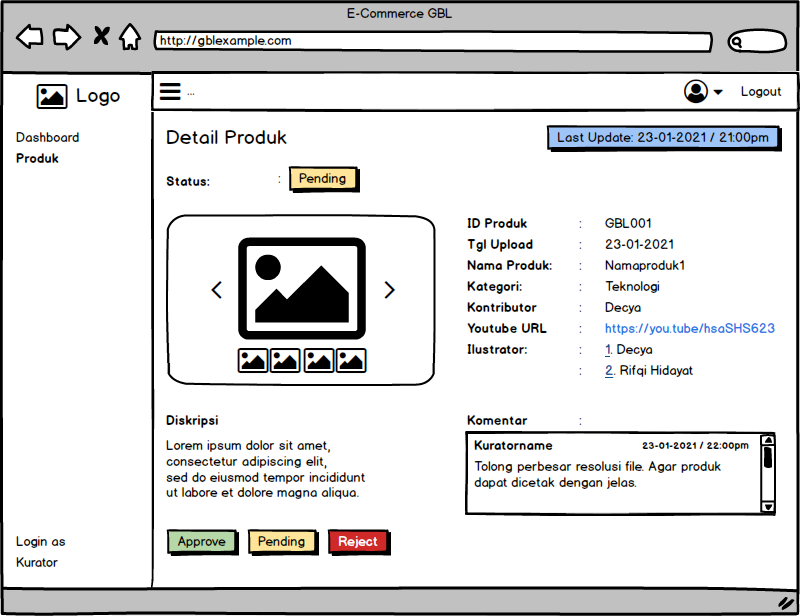 E-Commerce GBL
http://gblexample.com
Logo
...
Logout
Dashboard
Produk
Detail Produk
Last Update: 23-01-2021 / 21:00pm
Status: : Pending
ID Produk : GBL001
Tgl Upload : 23-01-2021
Nama Produk: : Namaproduk1
Kategori: : Teknologi
Kontributor : Decya
Youtube URL : https://you.tube/hsaSHS623
Ilustrator: : 1. Decya
: 2. Rifqi Hidayat
Diskripsi
Lorem ipsum dolor sit amet,
consectetur adipiscing elit,
sed do eiusmod tempor incididunt
ut labore et dolore magna aliqua.
Komentar :
Kuratorname 23-01-2021 / 22:00pm
Tolong perbesar resolusi file. Agar produk
dapat dicetak dengan jelas.
Approve Pending Reject
Login as
Kurator